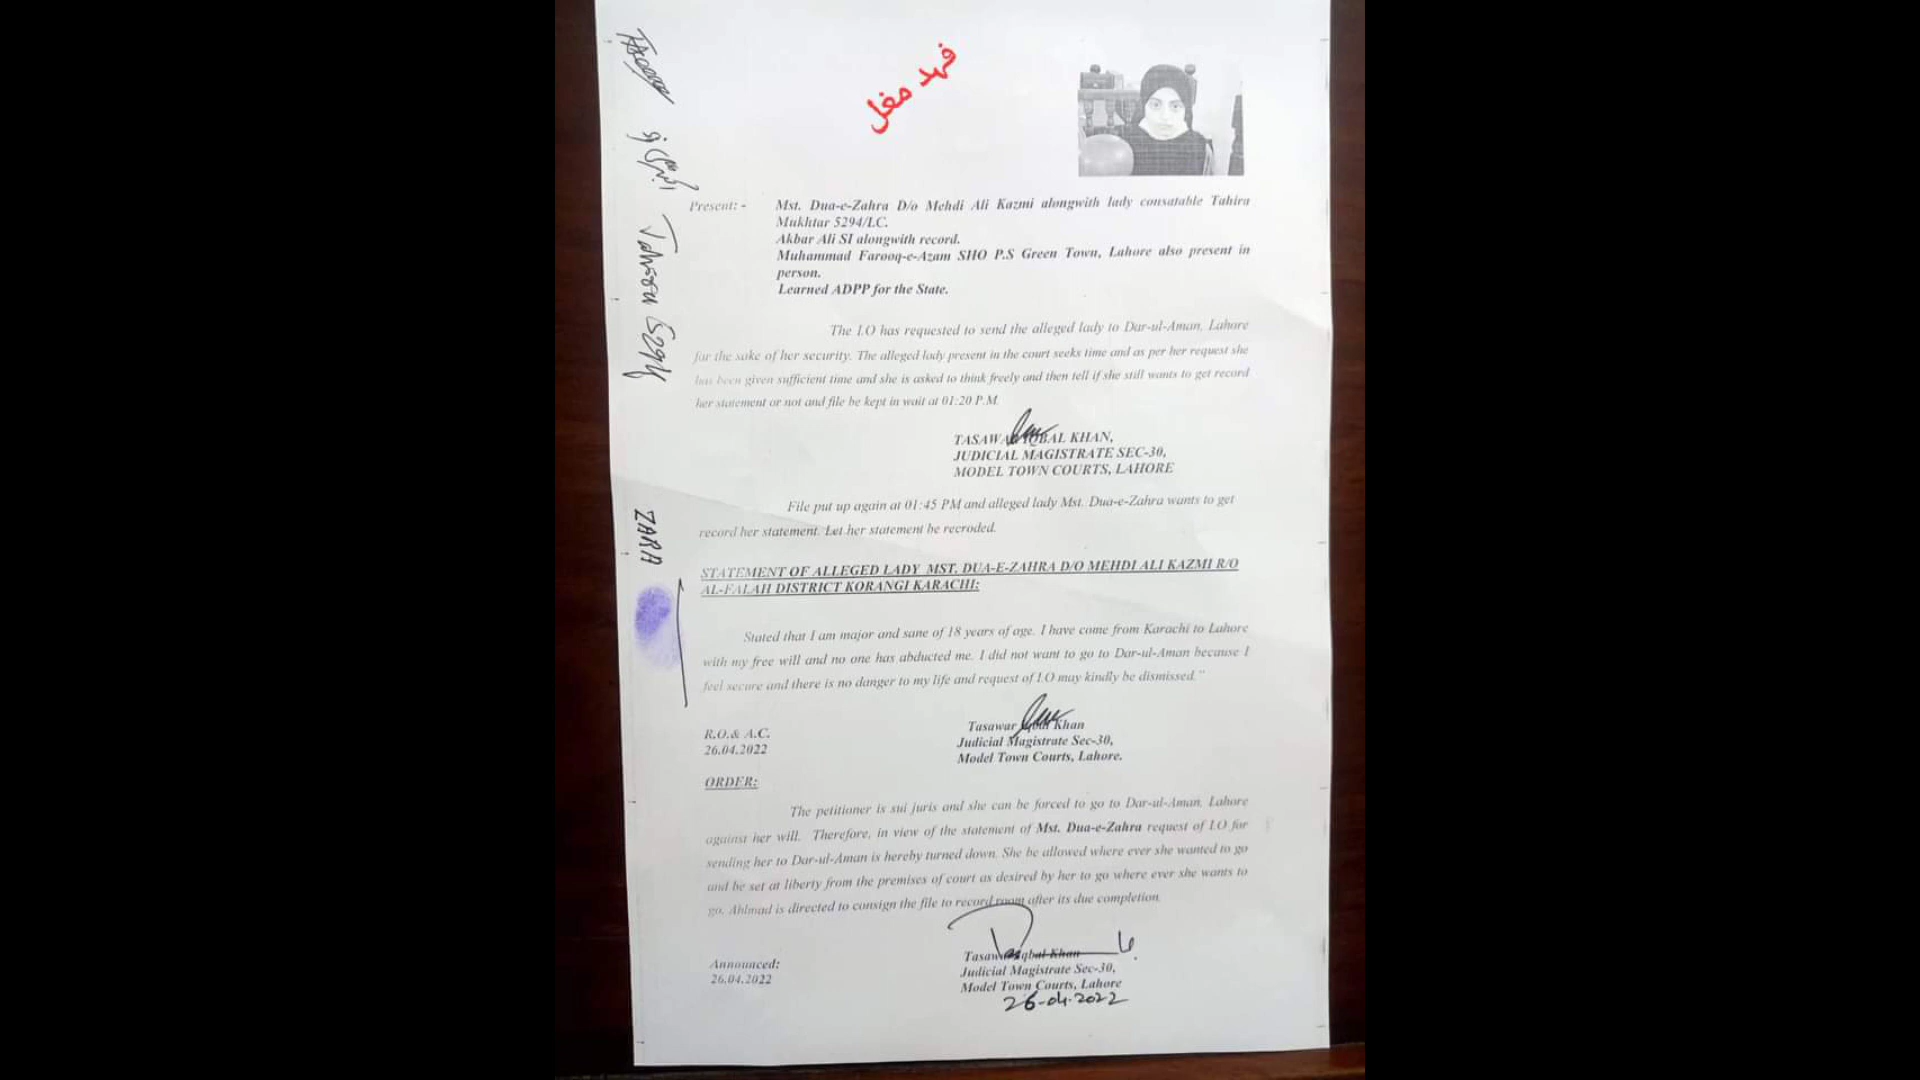 فہد مغل
Present: - Mst. Dua-e-Zahra D/o Mehdi Ali Kazmi alongwith lady consatable Tahira
Mukhtar 5294/LC.
Akbar Ali SI alongwith record.
Muhammad Farooq-e-Azam SHO P.S Green Town, Lahore also present in
person.
Learned ADPP for the State.
The I.O has requested to send the alleged lady to Dar-ul-Aman, Lahore
for the sake of her security. The alleged lady present in the court seeks time and as per her request she
has been given sufficient time and she is asked to think freely and then tell if she still wants to get record
her statement or not and file be kept in wait at 01:20 P.M.
TASAWAR IQBAL KHAN,
JUDICIAL MAGISTRATE SEC-30,
MODEL TOWN COURTS, LAHORE
File put up again at 01:45 PM and alleged lady Mst. Dua-e-Zahra wants to get
record her statement. Let her statement be recroded.
STATEMENT OF ALLEGED LADY MST. DUA-E-ZAHRA D/O MEHDI ALI KAZMI R/O
AL-FALAH DISTRICT KORANGI KARACHI:
Stated that I am major and sane of 18 years of age. I have come from Karachi to Lahore
with my free will and no one has abducted me. I did not want to go to Dar-ul-Aman because I
feel secure and there is no danger to my life and request of I.O may kindly be dismissed."
R.O.& A.C.
26.04.2022
Tasawar Iqbal Khan
Judicial Magistrate Sec-30,
Model Town Courts, Lahore.
ORDER:
The petitioner is sui juris and she can be forced to go to Dar-ul-Aman, Lahore
against her will. Therefore, in view of the statement of Mst. Dua-e-Zahra request of I.O for
sending her to Dar-ul-Aman is hereby turned down. She be allowed where ever she wanted to go
and be set at liberty from the premises of court as desired by her to go where ever she wants to
go. Ahlmad is directed to consign the file to record room after its due completion.
Announced:
26.04.2022
Tasawar Iqbal Khan
Judicial Magistrate Sec-30,
Model Town Courts, Lahore
26-04-2022
ZARA